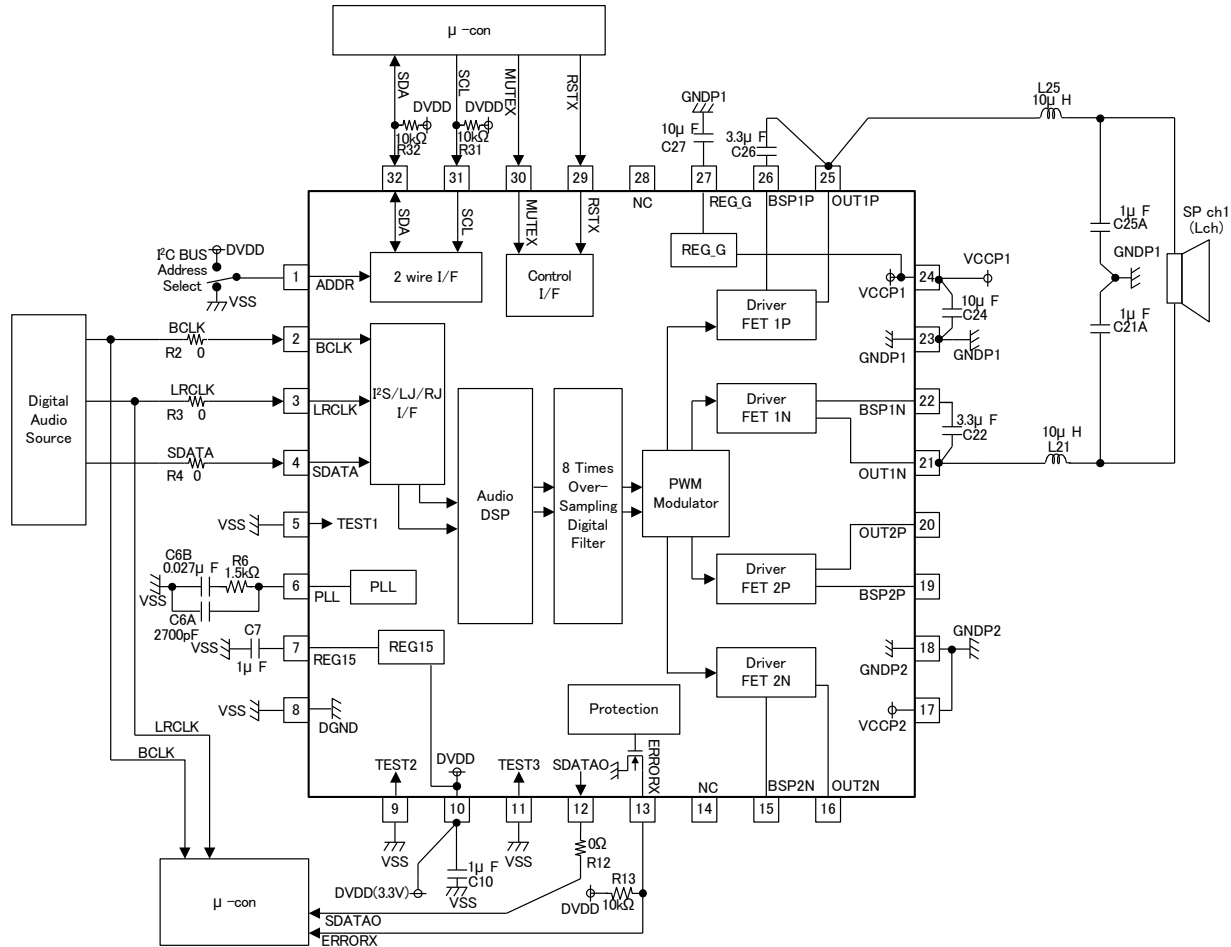 μ -con
SDA
SCL
MUTEX
RSTX
DVDD
DVDD
10kΩ
R32
10kΩ
R31
GNDP1
10μ F
C27
3.3μ F
C26
L25
10μ H
32
31
30
29
28
27
26
25
SDA
SCL
MUTEX
RSTX
NC
REG_G
BSP1P
OUT1P
I²C BUS
Address
Select
DVDD
VSS
1
ADDR
2 wire I/F
Control
I/F
REG_G
VCCP1
24
VCCP1
Driver
FET 1P
10μ F
C24
GNDP1
23
GNDP1
1μ F
C25A
GNDP1
1μ F
C21A
SP ch1
(Lch)
Digital
Audio
Source
BCLK
R2 0
2
BCLK
LRCLK
R3 0
3
LRCLK
SDATA
R4 0
4
SDATA
I²S/LJ/RJ
I/F
Audio
DSP
8 Times
Over-
Sampling
Digital
Filter
PWM
Modulator
Driver
FET 1N
22
BSP1N
3.3μ F
C22
21
OUT1N
10μ H
L21
VSS
5
TEST1
20
OUT2P
Driver
FET 2P
19
BSP2P
C6B
0.027μ F
R6
1.5kΩ
VSS
C6A
2700pF
6
PLL
PLL
VSS
C7
1μ F
7
REG15
REG15
18
GNDP2
GNDP2
Driver
FET 2N
17
VCCP2
VSS
8
DGND
Protection
ERRORX
LRCLK
BCLK
TEST2
DVDD
TEST3
SDATAO
NC
BSP2N
OUT2N
9
10
11
12
13
14
15
16
VSS
1μ F
C10
VSS
VSS
0Ω
R12
DVDD(3.3V)
R13
10kΩ
DVDD
μ -con
SDATAO
ERRORX